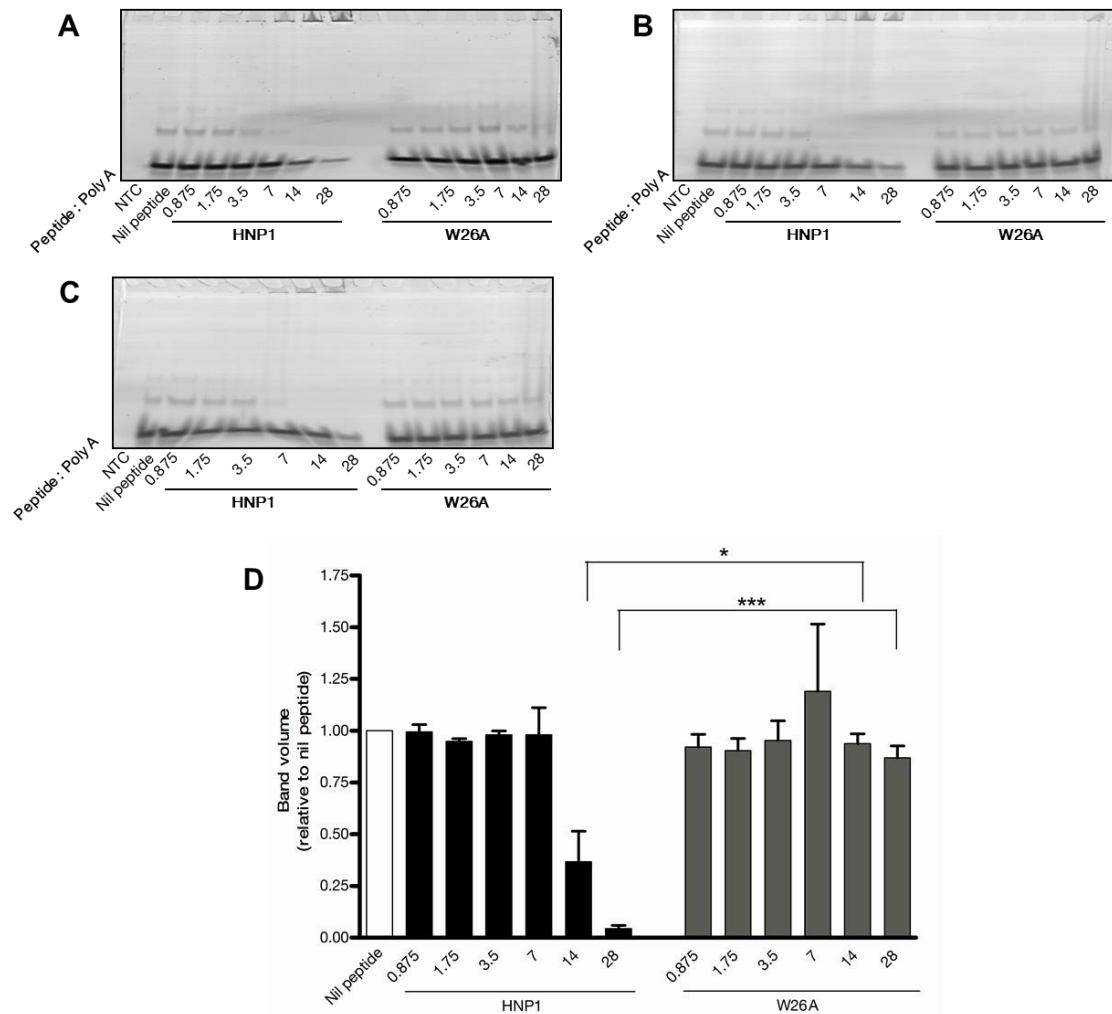 A
Peptide : Poly A
NTC
Nil peptide
0.875
1.75
3.5
7
14
28
0.875
1.75
3.5
7
14
28
HNP1
W26A
B
Peptide : Poly A
NTC
Nil peptide
0.875
1.75
3.5
7
14
28
0.875
1.75
3.5
7
14
28
HNP1
W26A
C
Peptide : Poly A
NTC
Nil peptide
0.875
1.75
3.5
7
14
28
0.875
1.75
3.5
7
14
28
HNP1
W26A
D
*
***
Band volume
(relative to nil peptide)
1.75
1.50
1.25
1.00
0.75
0.50
0.25
0.00
Nil peptide
0.875
1.75
3.5
7
14
28
0.875
1.75
3.5
7
14
28
HNP1
W26A